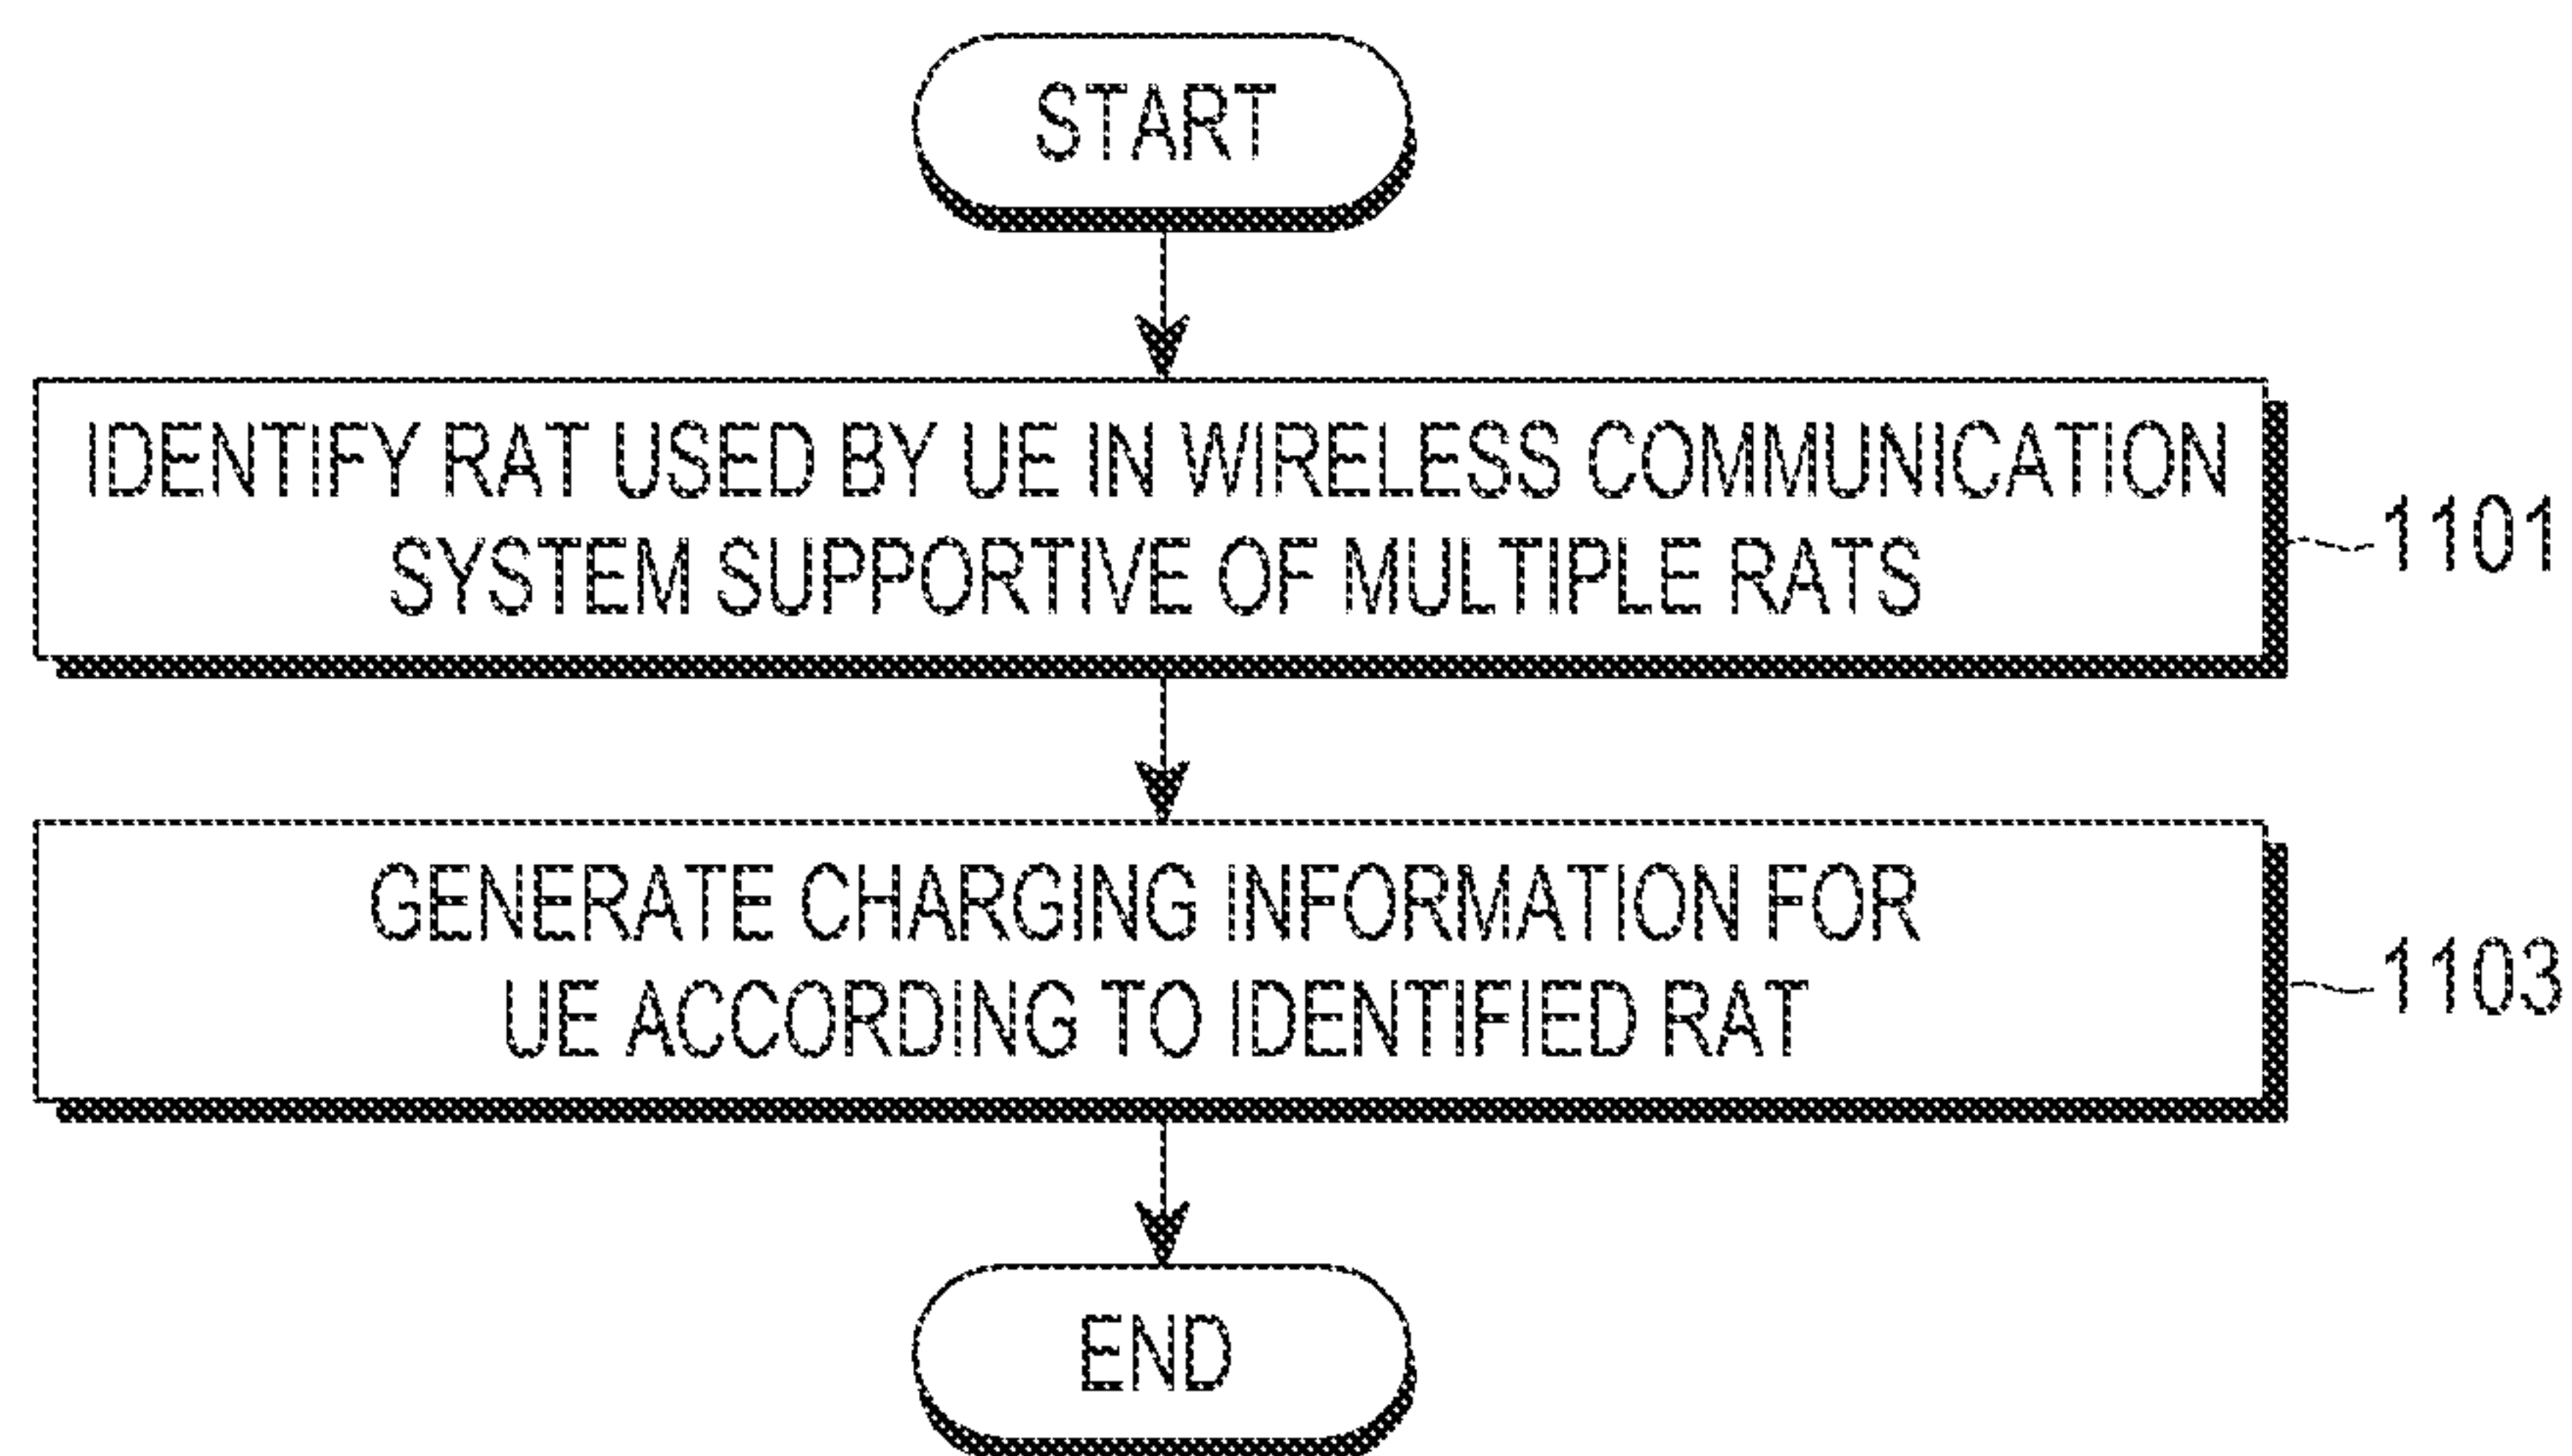 START
IDENTIFY RAT USED BY UE IN WIRELESS COMMUNICATION
SYSTEM SUPPORTIVE OF MULTIPLE RATS
1101
GENERATE CHARGING INFORMATION FOR
UE ACCORDING TO IDENTIFIED RAT
1103
END